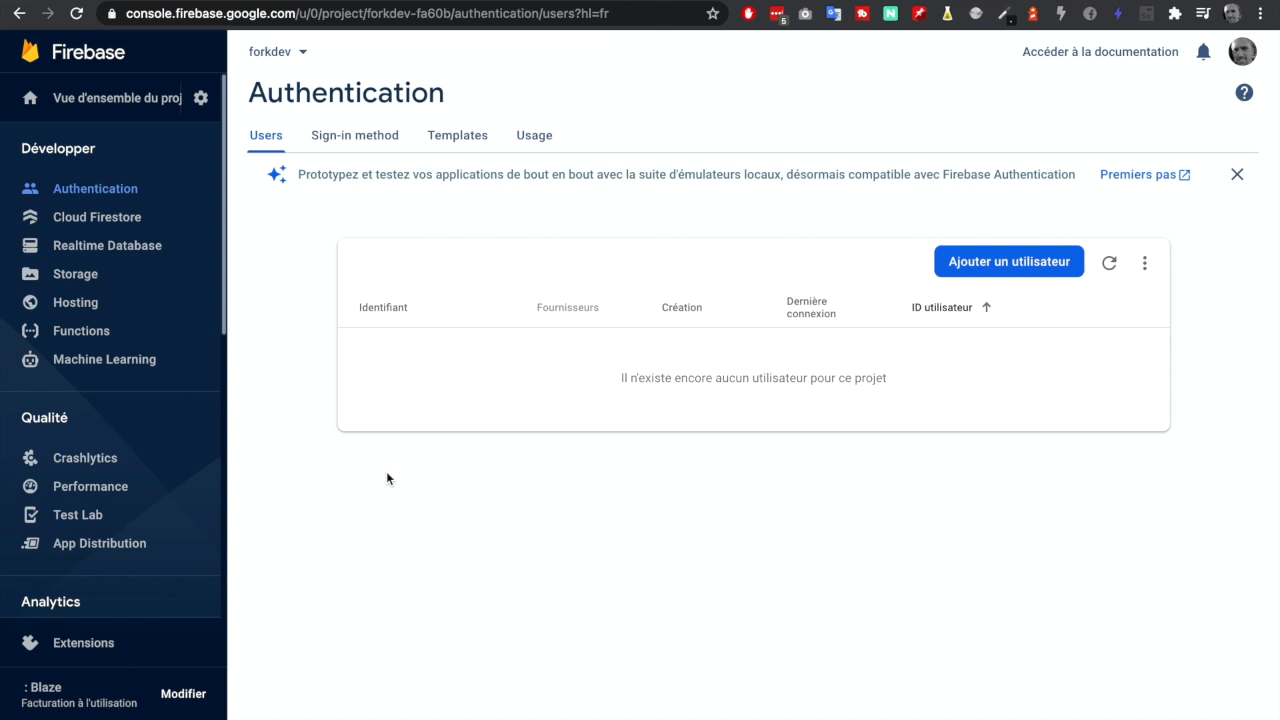 console.firebase.google.com/u/0/project/forkdev-fa60b/authentication/users?hl=fr
5
Firebase
Vue d'ensemble du proj
Développer
Authentication
Cloud Firestore
Realtime Database
Storage
Hosting
Functions
Machine Learning
Qualité
Crashlytics
Performance
Test Lab
App Distribution
Analytics
Extensions
: Blaze
Facturation à l'utilisation
Modifier
forkdev
Accéder à la documentation
Authentication
Users
Sign-in method
Templates
Usage
Prototypez et testez vos applications de bout en bout avec la suite d'émulateurs locaux, désormais compatible avec Firebase Authentication
Premiers pas
Ajouter un utilisateur
Identifiant
Fournisseurs
Création
Dernière
connexion
ID utilisateur
Il n'existe encore aucun utilisateur pour ce projet